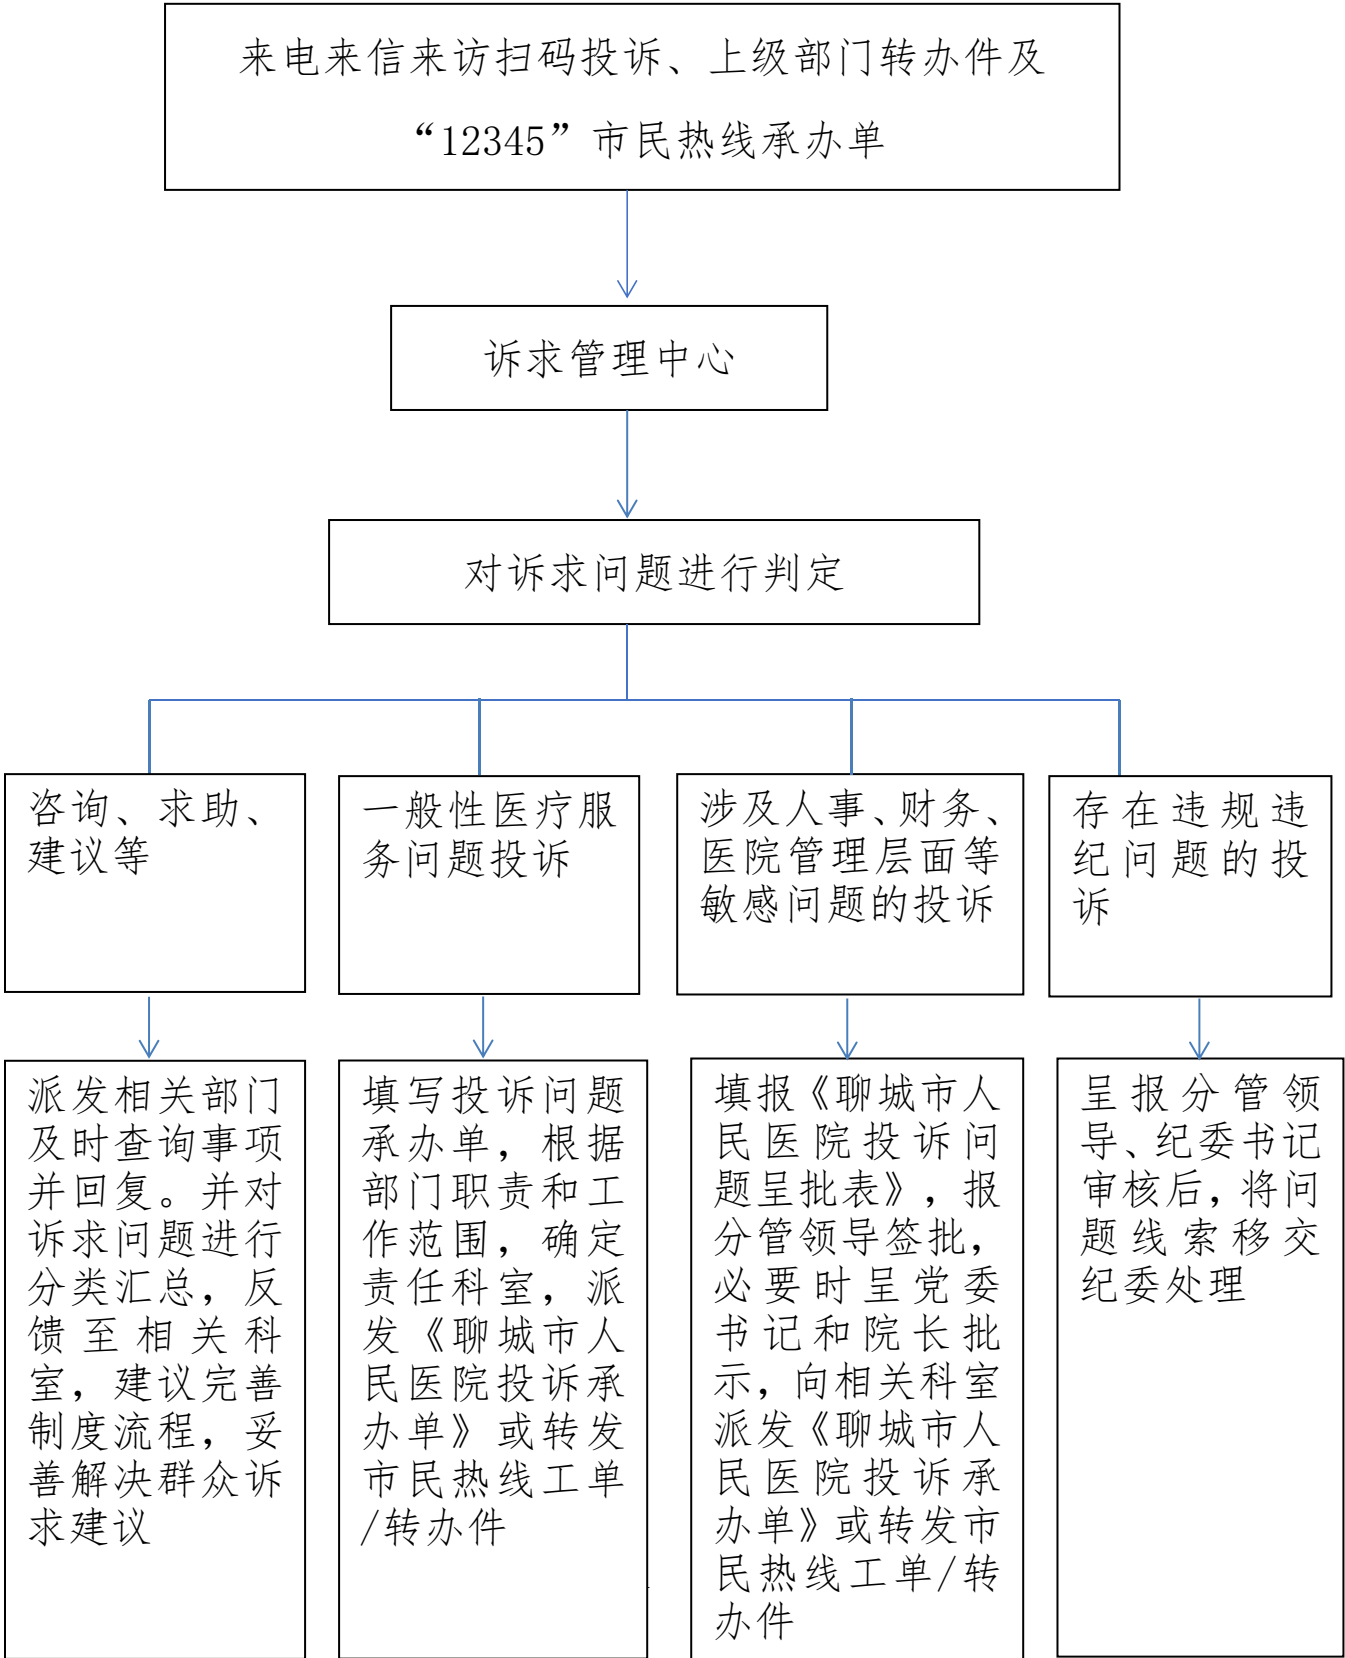 来电来信来访扫码投诉、上级部门转办件及
“12345”市民热线承办单
诉求管理中心
对诉求问题进行判定
咨询、求助、
建议等
一般性医疗服
务问题投诉
涉及人事、财务、
医院管理层面等
敏感问题的投诉
存在违规违
纪问题的投
诉
派发相关部门
及时查询事项
并回复。并对
诉求问题进行
分类汇总，反
馈至相关科
室，建议完善
制度流程，妥
善解决群众诉
求建议
填写投诉问题
承办单，根据
部门职责和工
作范围，确定
责任科室，派
发《聊城市人
民医院投诉承
办单》或转发
市民热线工单
/转办件
填报《聊城市人
民医院投诉问
题呈批表》，报
分管领导签批，
必要时呈党委
书记和院长批
示，向相关科室
派发《聊城市人
民医院投诉承
办单》或转发市
民热线工单/转
办件
呈报分管领
导、纪委书记
审核后，将问
题线索移交
纪委处理